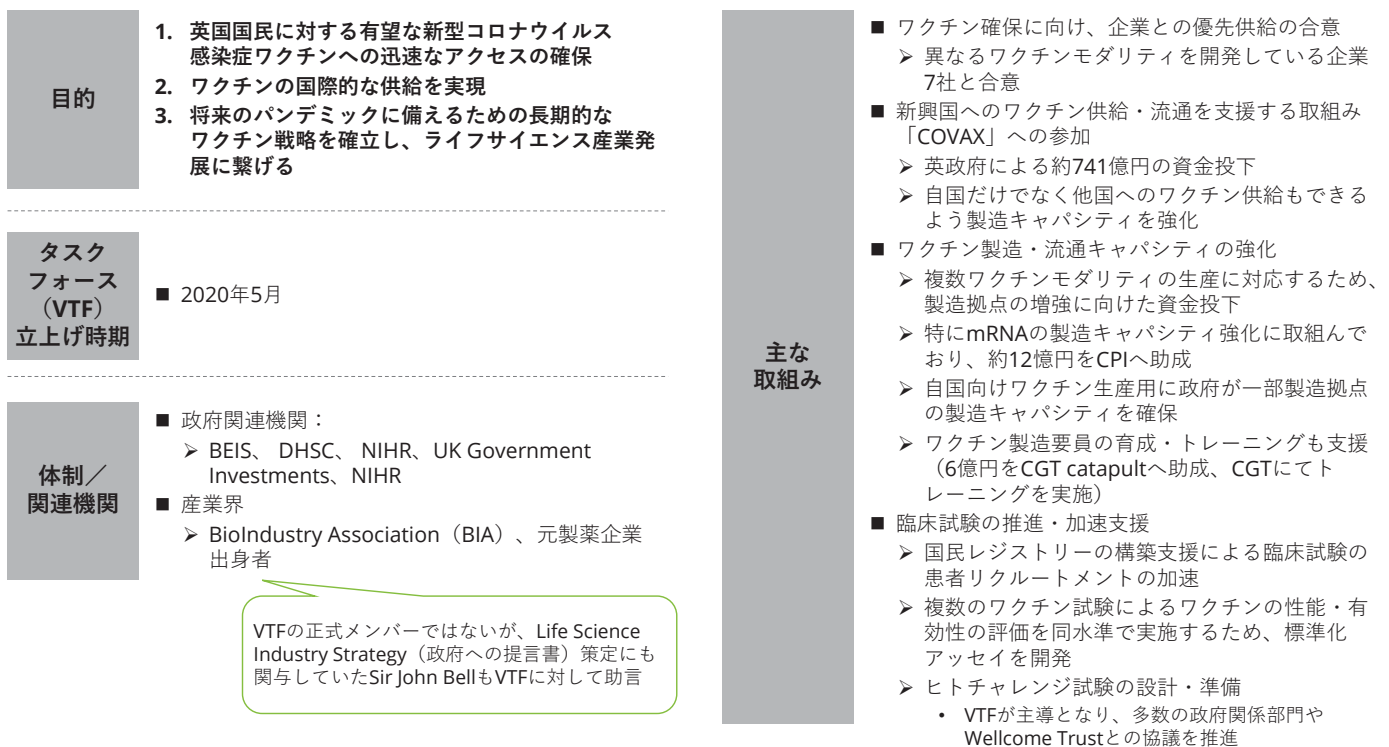 目的
1. 英国国民に対する有望な新型コロナウイルス
感染症ワクチンへの迅速なアクセスの確保
2. ワクチンの国際的な供給を実現
3. 将来のパンデミックに備えるための長期的な
ワクチン戦略を確立し、ライフサイエンス産業発
展に繋げる
タスク
フォース
（VTF）
立上げ時期
■ 2020年5月
体制／
関連機関
■ 政府関連機関：
➢ BEIS、 DHSC、 NIHR、UK Government
Investments、NIHR
■ 産業界
➢ BioIndustry Association（BIA）、元製薬企業
出身者
VTFの正式メンバーではないが、Life Science
Industry Strategy（政府への提言書）策定にも
関与していたSir John BellもVTFに対して助言
主な
取組み
■ ワクチン確保に向け、企業との優先供給の合意
➢ 異なるワクチンモダリティを開発している企業
7社と合意
■ 新興国へのワクチン供給・流通を支援する取組み
「COVAX」への参加
➢ 英政府による約741億円の資金投下
➢ 自国だけでなく他国へのワクチン供給もできる
よう製造キャパシティを強化
■ ワクチン製造・流通キャパシティの強化
➢ 複数ワクチンモダリティの生産に対応するため、
製造拠点の増強に向けた資金投下
➢ 特にmRNAの製造キャパシティ強化に取組んで
おり、約12億円をCPIへ助成
➢ 自国向けワクチン生産用に政府が一部製造拠点
の製造キャパシティを確保
➢ ワクチン製造要員の育成・トレーニングも支援
（6億円をCGT catapultへ助成、CGTにてト
レーニングを実施）
■ 臨床試験の推進・加速支援
➢ 国民レジストリーの構築支援による臨床試験の
患者リクルートメントの加速
➢ 複数のワクチン試験によるワクチンの性能・有
効性の評価を同水準で実施するため、標準化
アッセイを開発
➢ ヒトチャレンジ試験の設計・準備
• VTFが主導となり、多数の政府関係部門や
Wellcome Trustとの協議を推進